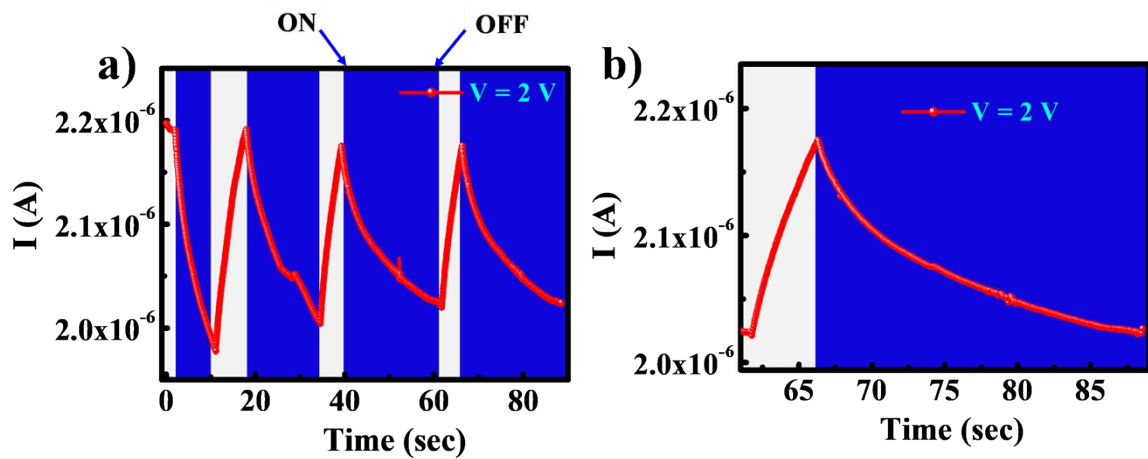 ON OFF
a)
V = 2 V
2.2x10⁻⁶
2.1x10⁻⁶
2.0x10⁻⁶
I (A)
0 20 40 60 80
Time (sec)
b)
V = 2 V
2.2x10⁻⁶
2.1x10⁻⁶
2.0x10⁻⁶
I (A)
65 70 75 80 85
Time (sec)